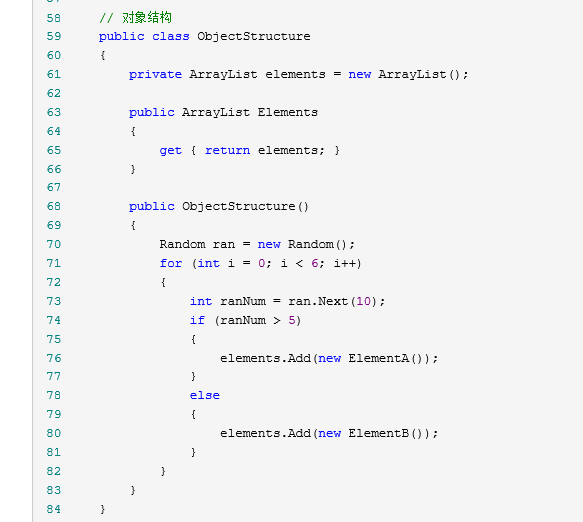 58 // 对象结构
59 public class ObjectStructure
60 {
61 private ArrayList elements = new ArrayList();
62
63 public ArrayList Elements
64 {
65 get { return elements; }
66 }
67
68 public ObjectStructure()
69 {
70 Random ran = new Random();
71 for (int i = 0; i < 6; i++)
72 {
73 int ranNum = ran.Next(10);
74 if (ranNum > 5)
75 {
76 elements.Add(new ElementA());
77 }
78 else
79 {
80 elements.Add(new ElementB());
81 }
82 }
83 }
84 }